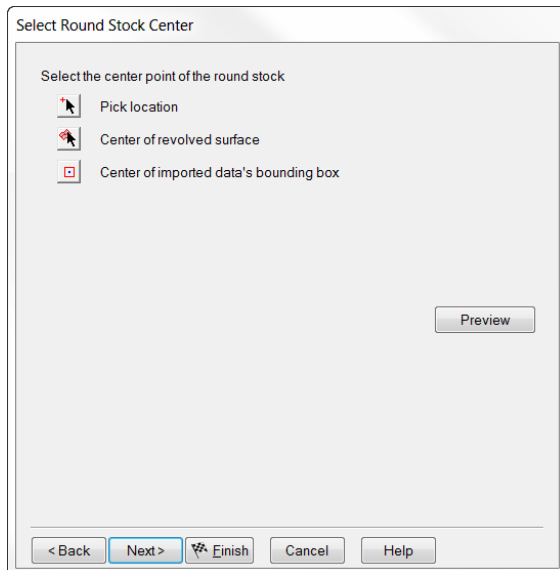 Select Round Stock Center
Select the center point of the round stock
Pick location
Center of revolved surface
Center of imported data's bounding box
Preview
< Back Next > Finish Cancel Help